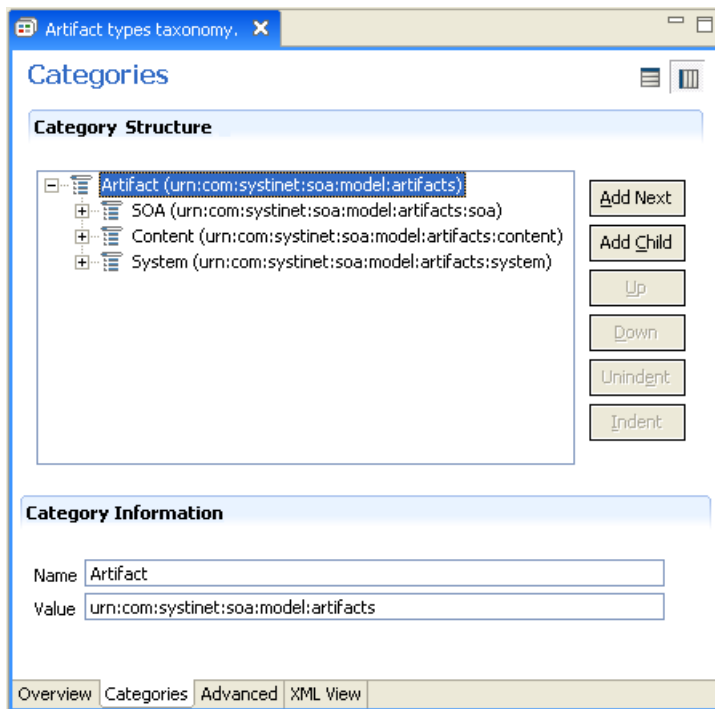 Artifact types taxonomy.
Categories
Category Structure
Artifact (urn:com:systinet:soa:model:artifacts)
SOA (urn:com:systinet:soa:model:artifacts:soa)
Content (urn:com:systinet:soa:model:artifacts:content)
System (urn:com:systinet:soa:model:artifacts:system)
Add Next
Add Child
Up
Down
Unindent
Indent
Category Information
Name Artifact
Value urn:com:systinet:soa:model:artifacts
Overview Categories Advanced XML View